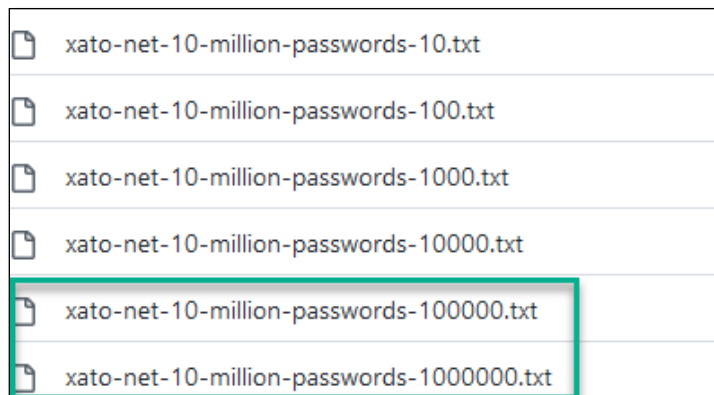 xato-net-10-million-passwords-10.txt
xato-net-10-million-passwords-100.txt
xato-net-10-million-passwords-1000.txt
xato-net-10-million-passwords-10000.txt
xato-net-10-million-passwords-100000.txt
xato-net-10-million-passwords-1000000.txt